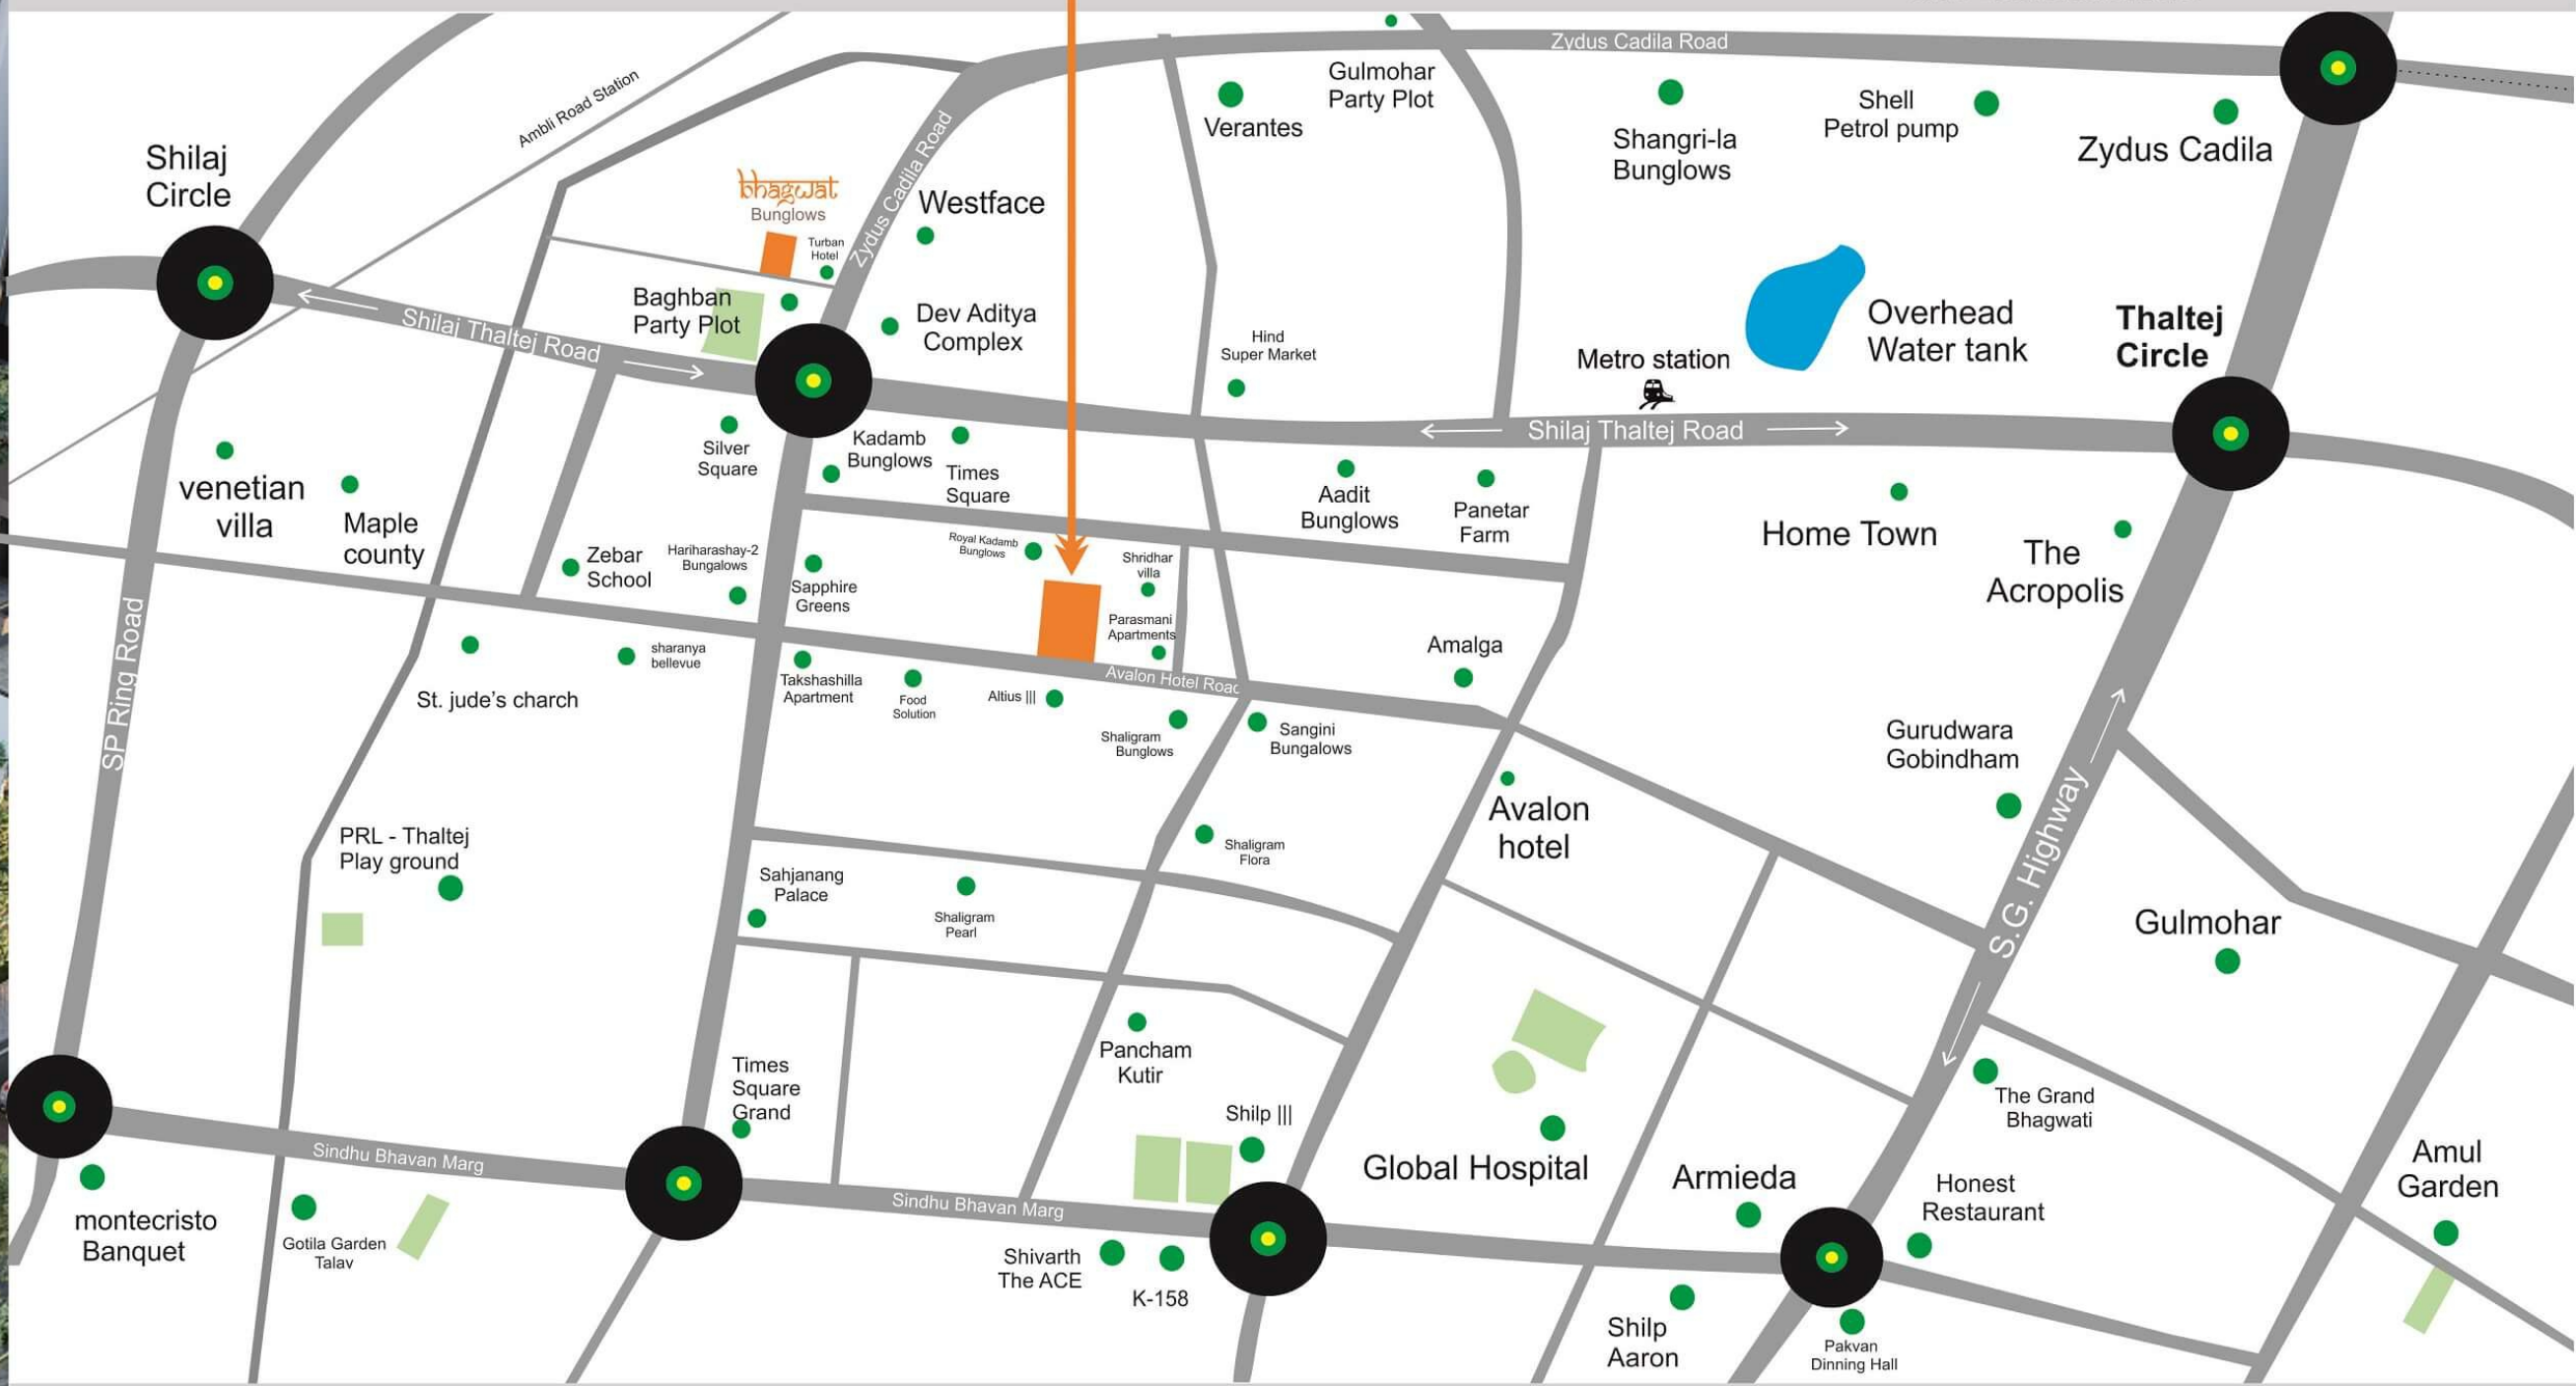 Zydus Cadila Road
Ambli Road Station
Gulmohar
Party Plot
Verantes
Shell
Petrol pump
Shangri-la
Bunglows
Zydus Cadila
Shilaj
Circle
bhagwat
Bunglows
Zydus Cadila Road
Westface
Turban
Hotel
Baghban
Party Plot
Dev Aditya
Complex
Hind
Super Market
Metro station
Overhead
Water tank
Thaltej
Circle
Shilaj Thaltej Road
Shilaj Thaltej Road
Silver
Square
Kadamb
Bunglows
Times
Square
Aadit
Bunglows
Panetar
Farm
Home Town
The
Acropolis
venetian
villa
Maple
county
Zebar
School
Hariharashay-2
Bungalows
Sapphire
Greens
Royal Kadamb
Bunglows
Shridhar
villa
Parasmani
Apartments
Amalga
SP Ring Road
St. jude's charch
sharanya
bellevue
Takshashilla
Apartment
Food
Solution
Altius |||
Avalon Hotel Road
Shaligram
Bunglows
Sangini
Bungalows
Gurudwara
Gobindham
Avalon
hotel
PRL - Thaltej
Play ground
Shaligram
Flora
S.G. Highway
Sahjanang
Palace
Shaligram
Pearl
Gulmohar
Times
Square
Grand
Pancham
Kutir
Shilp |||
The Grand
Bhagwati
Sindhu Bhavan Marg
Global Hospital
Armieda
Honest
Restaurant
Amul
Garden
Sindhu Bhavan Marg
montecristo
Banquet
Gotila Garden
Talav
Shivarth
The ACE
K-158
Shilp
Aaron
Pakvan
Dinning Hall